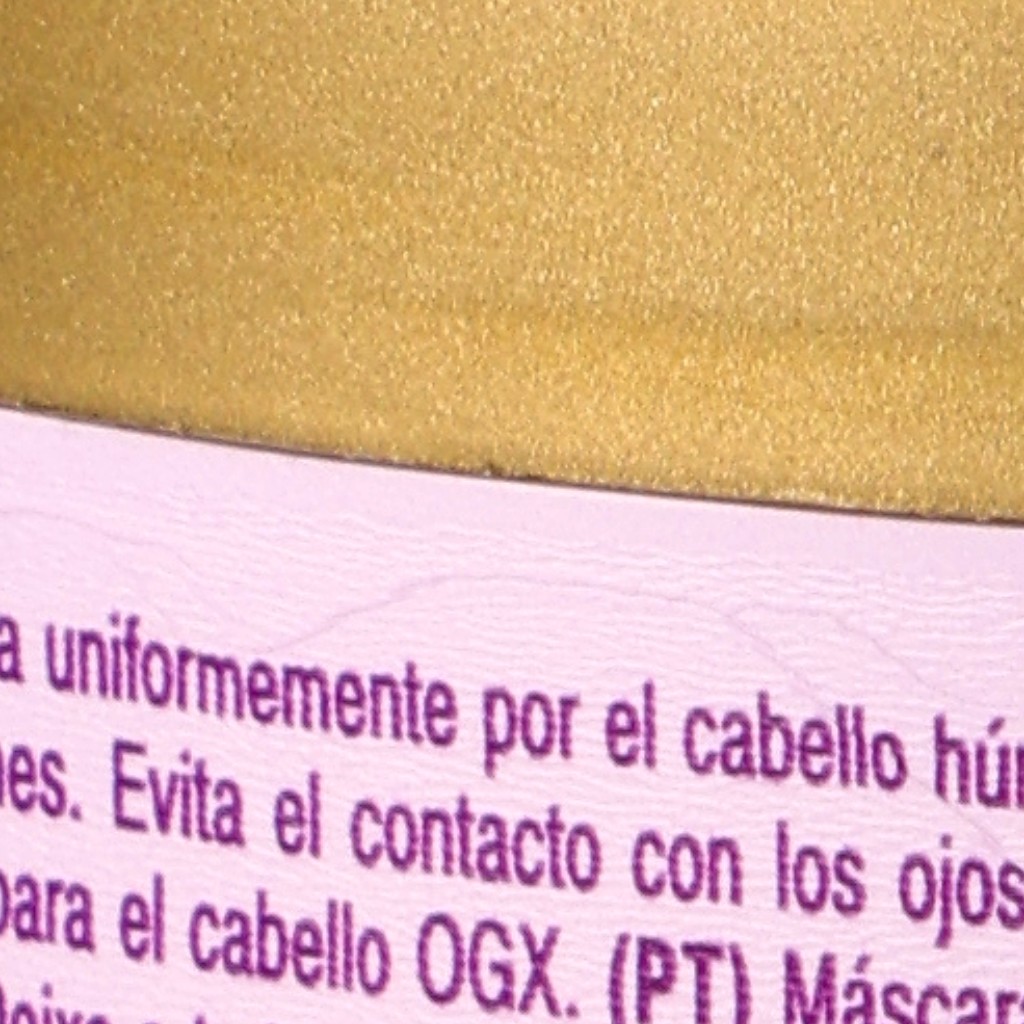 a uniformemente por el cabello hú
es. Evita el contacto con los ojos
para el cabello OGX. (PT) Máscar